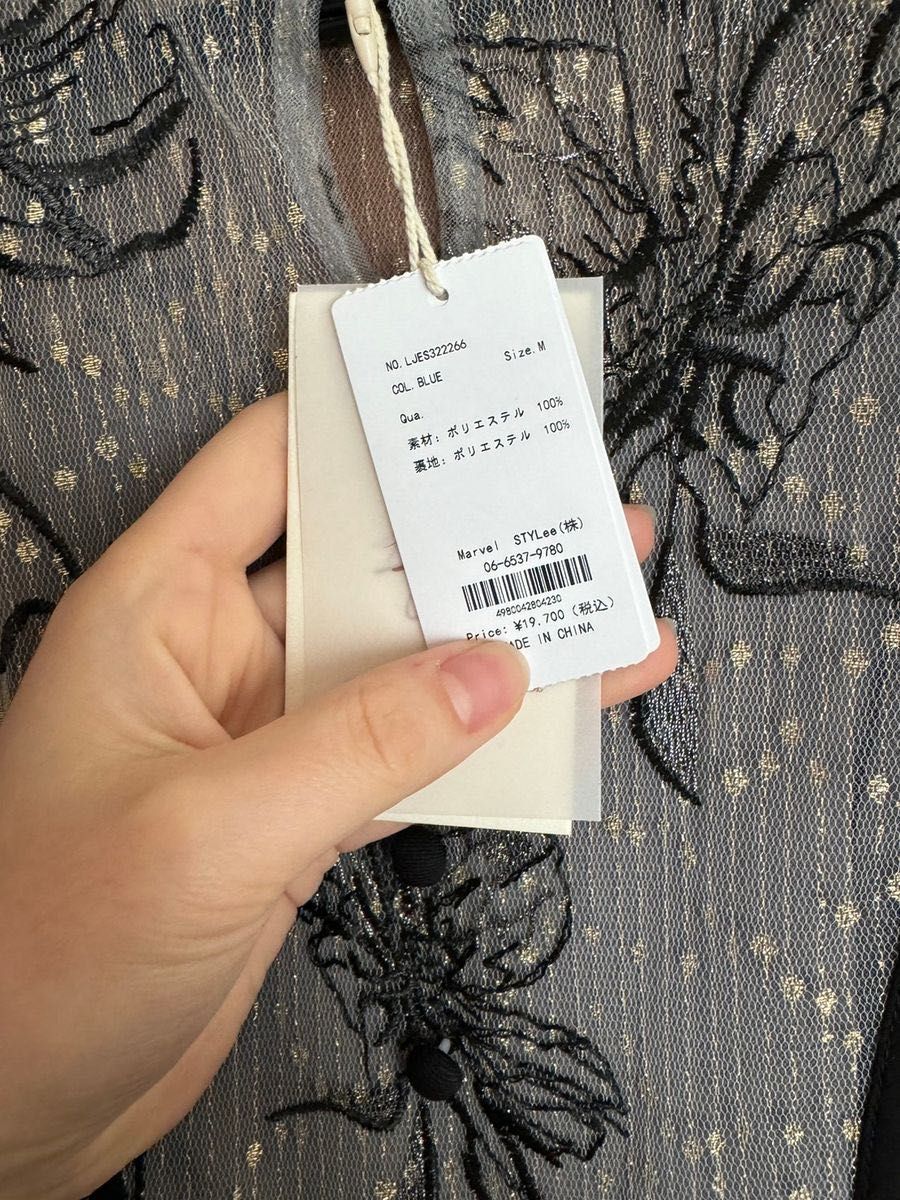 NO. LJES322266 Size. M
COL. BLUE
Qua.
素材: ポリエステル 100%
裏地: ポリエステル 100%
Marvel STYLee(株)
06-6537-9780
4980042804230
Price: ¥19.700 (税込)
ADE IN CHINA